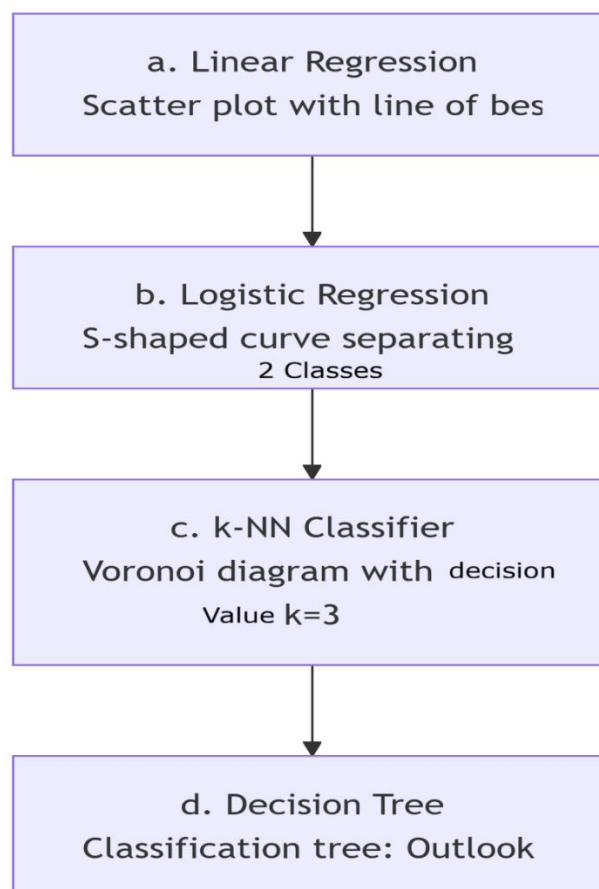 a. Linear Regression
Scatter plot with line of bes
b. Logistic Regression
S-shaped curve separating
2 Classes
c. k-NN Classifier
Voronoi diagram with decision
Value k=3
d. Decision Tree
Classification tree: Outlook